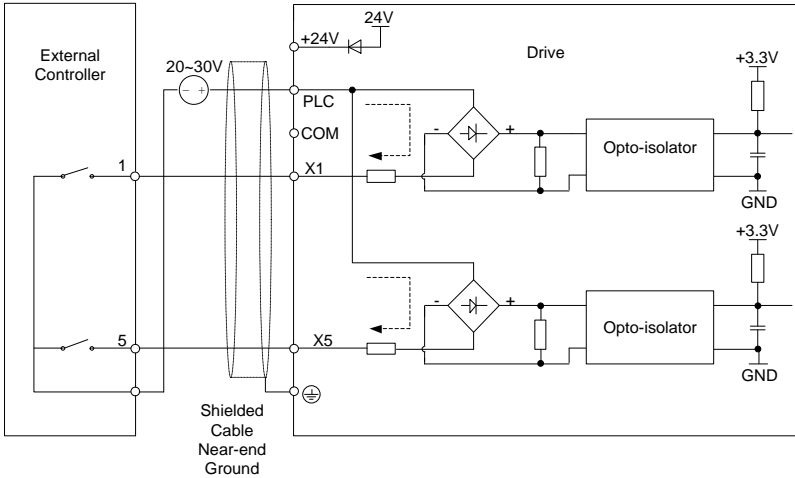 24V
+24V
External
Controller
Drive
20~30V
+3.3V
- +
PLC
- +
COM
Opto-isolator
1
X1
GND
+3.3V
- +
Opto-isolator
5
X5
GND
Shielded
Cable
Near-end
Ground